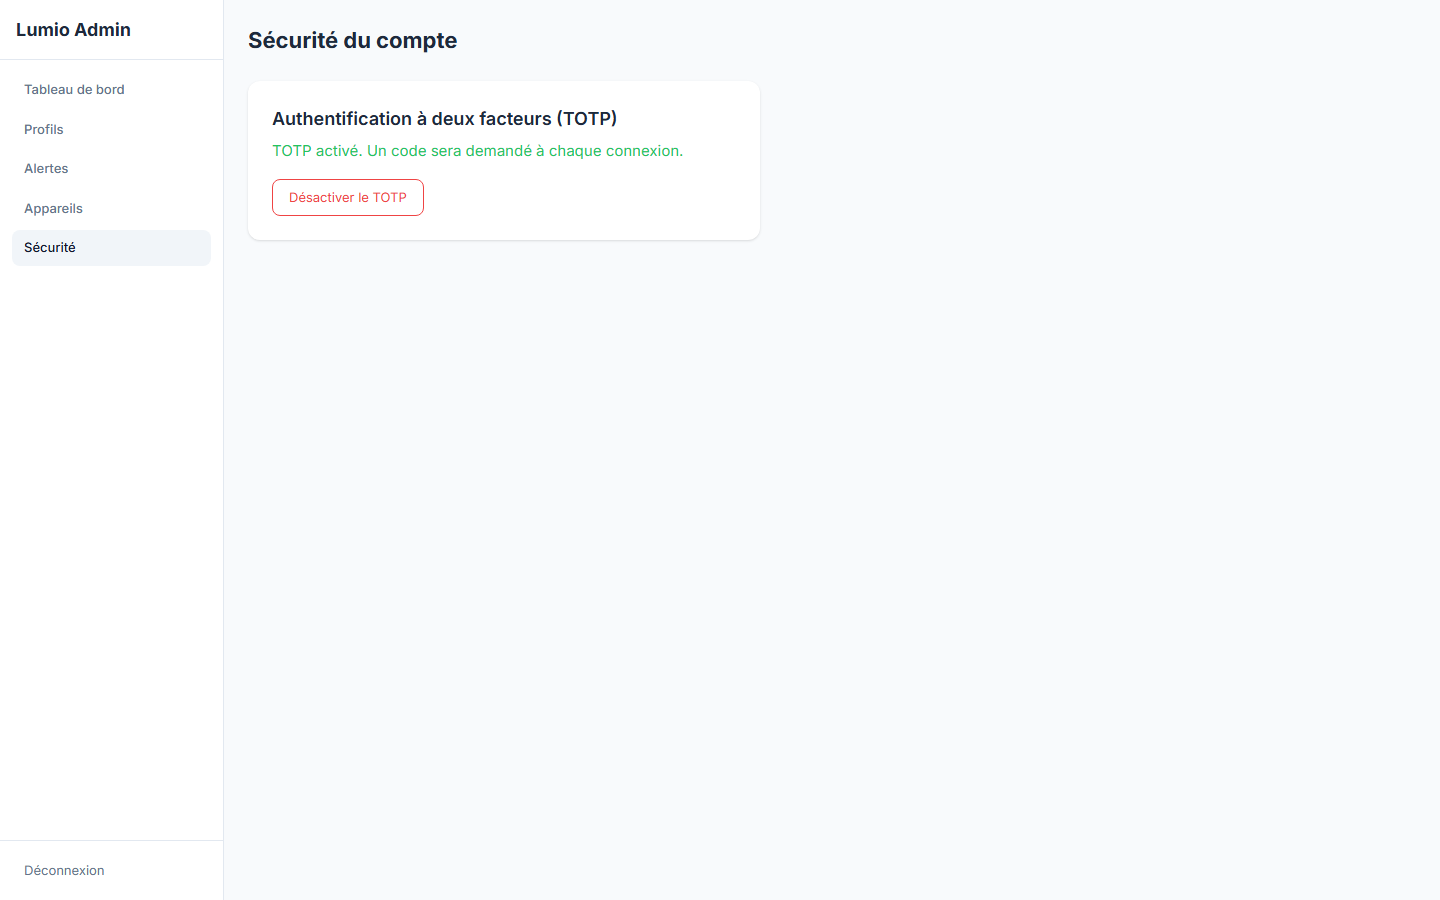 Lumio Admin
Tableau de bord
Profils
Alertes
Appareils
Sécurité
Déconnexion
Sécurité du compte
Authentification à deux facteurs (TOTP)
TOTP activé. Un code sera demandé à chaque connexion.
Désactiver le TOTP